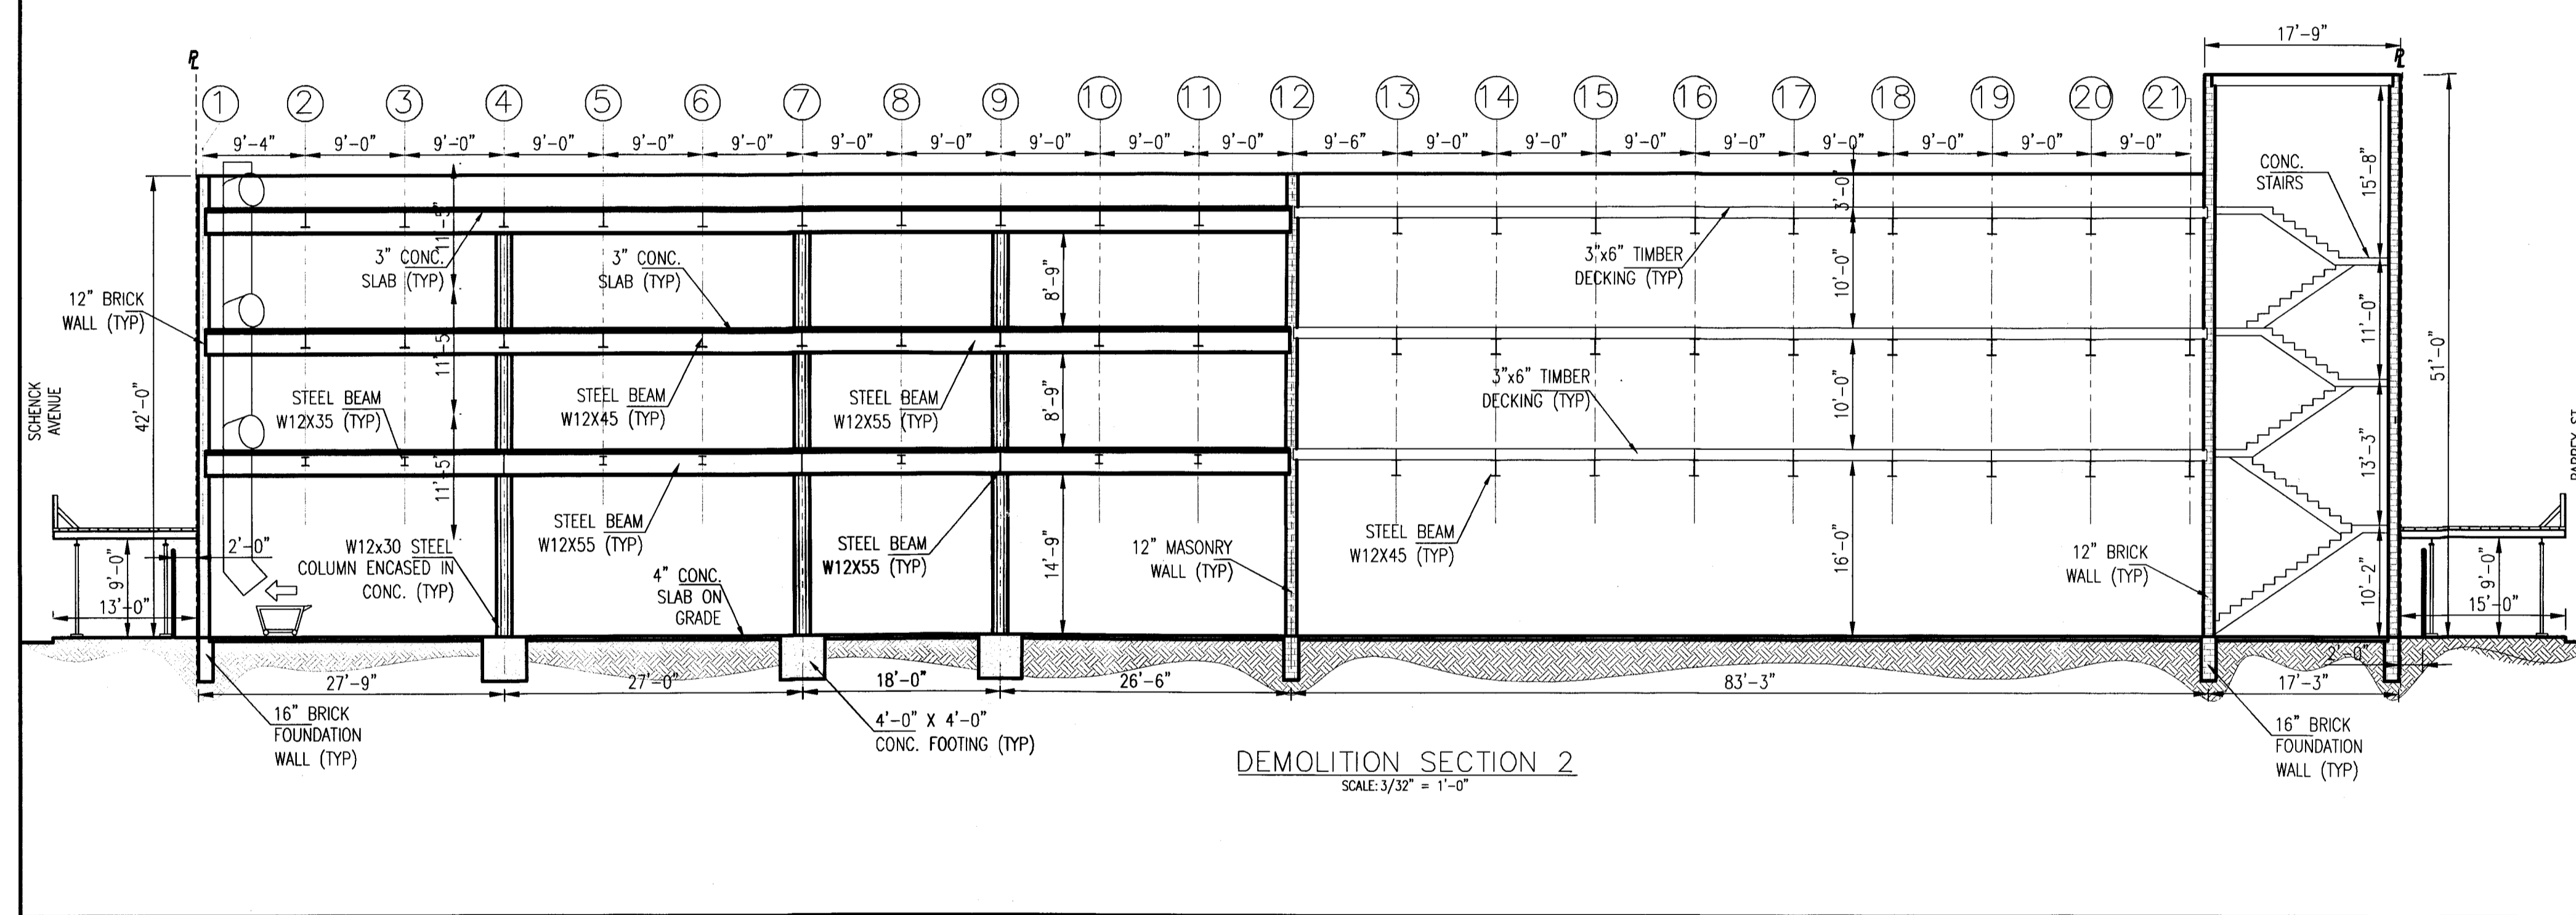 17'-9"
PL
PL
1 2 3 4 5 6 7 8 9 10 11 12 13 14 15 16 17 18 19 20 21
9'-4" 9'-0" 9'-0" 9'-0" 9'-0" 9'-0" 9'-0" 9'-0" 9'-0" 9'-0" 9'-0" 9'-6" 9'-0" 9'-0" 9'-0" 9'-0" 9'-0" 9'-0" 9'-0" 9'-0"
CONC.
STAIRS
15'-8"
3'-0"
11'-5"
3" CONC.
SLAB (TYP)
3" CONC.
SLAB (TYP)
8'-9"
3"x6" TIMBER
DECKING (TYP)
10'-0"
12" BRICK
WALL (TYP)
11'-0"
51'-0"
SCHENCK
AVENUE
42'-0"
11'-5
STEEL BEAM
W12X35 (TYP)
STEEL BEAM
W12X45 (TYP)
STEEL BEAM
W12X55 (TYP)
8'-9"
3"x6" TIMBER
DECKING (TYP)
10'-0"
13'-3"
11'-5'
9'-0"
13'-0"
2'-0"
W12x30 STEEL
COLUMN ENCASED IN
CONC. (TYP)
STEEL BEAM
W12X55 (TYP)
4" CONC.
SLAB ON
GRADE
STEEL BEAM
W12X55 (TYP)
14'-9"
12" MASONRY
WALL (TYP)
STEEL BEAM
W12X45 (TYP)
16'-0"
12" BRICK
WALL (TYP)
10'-2"
9'-0"
15'-0"
2'-0"
27'-9" 27'-0" 18'-0" 26'-6" 83'-3" 17'-3"
16" BRICK
FOUNDATION
WALL (TYP)
4'-0" X 4'-0"
CONC. FOOTING (TYP)
16" BRICK
FOUNDATION
WALL (TYP)
DEMOLITION SECTION 2
SCALE: 3/32" = 1'-0"